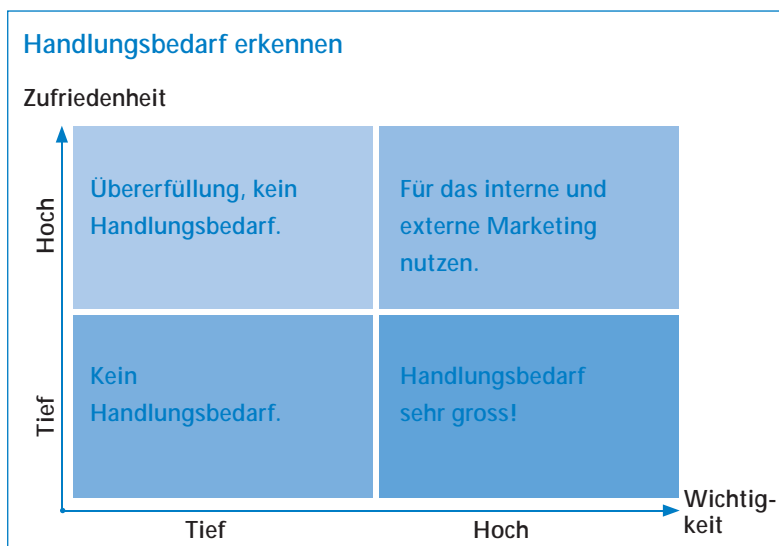 Handlungsbedarf erkennen
Zufriedenheit
Hoch
Übererfüllung, kein
Handlungsbedarf.
Für das interne und
externe Marketing
nutzen.
Tief
Kein
Handlungsbedarf.
Handlungsbedarf
sehr gross!
Tief
Hoch
Wichtig-
keit